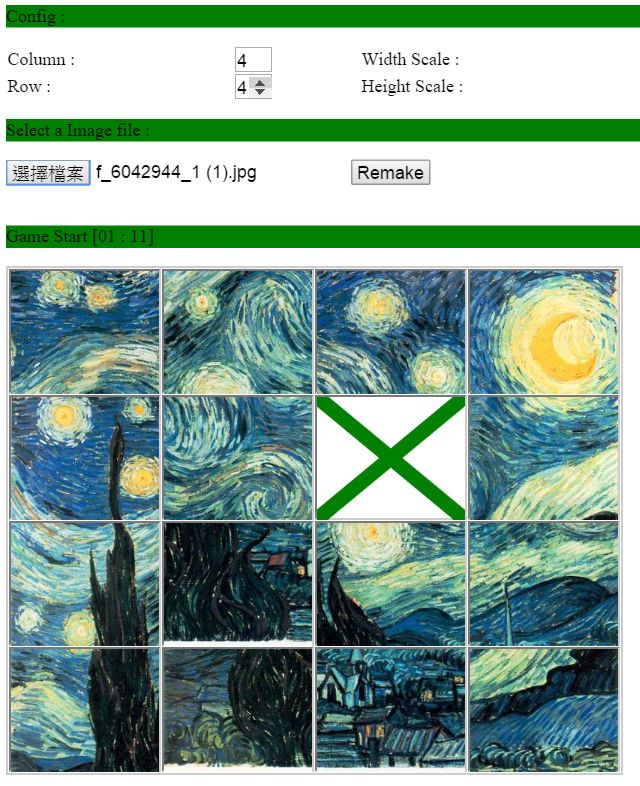 Config :
Column : 4 Width Scale :
Row : 4 Height Scale :
Select a Image file :
選擇檔案 f_6042944_1 (1).jpg Remake
Game Start [01 : 11]